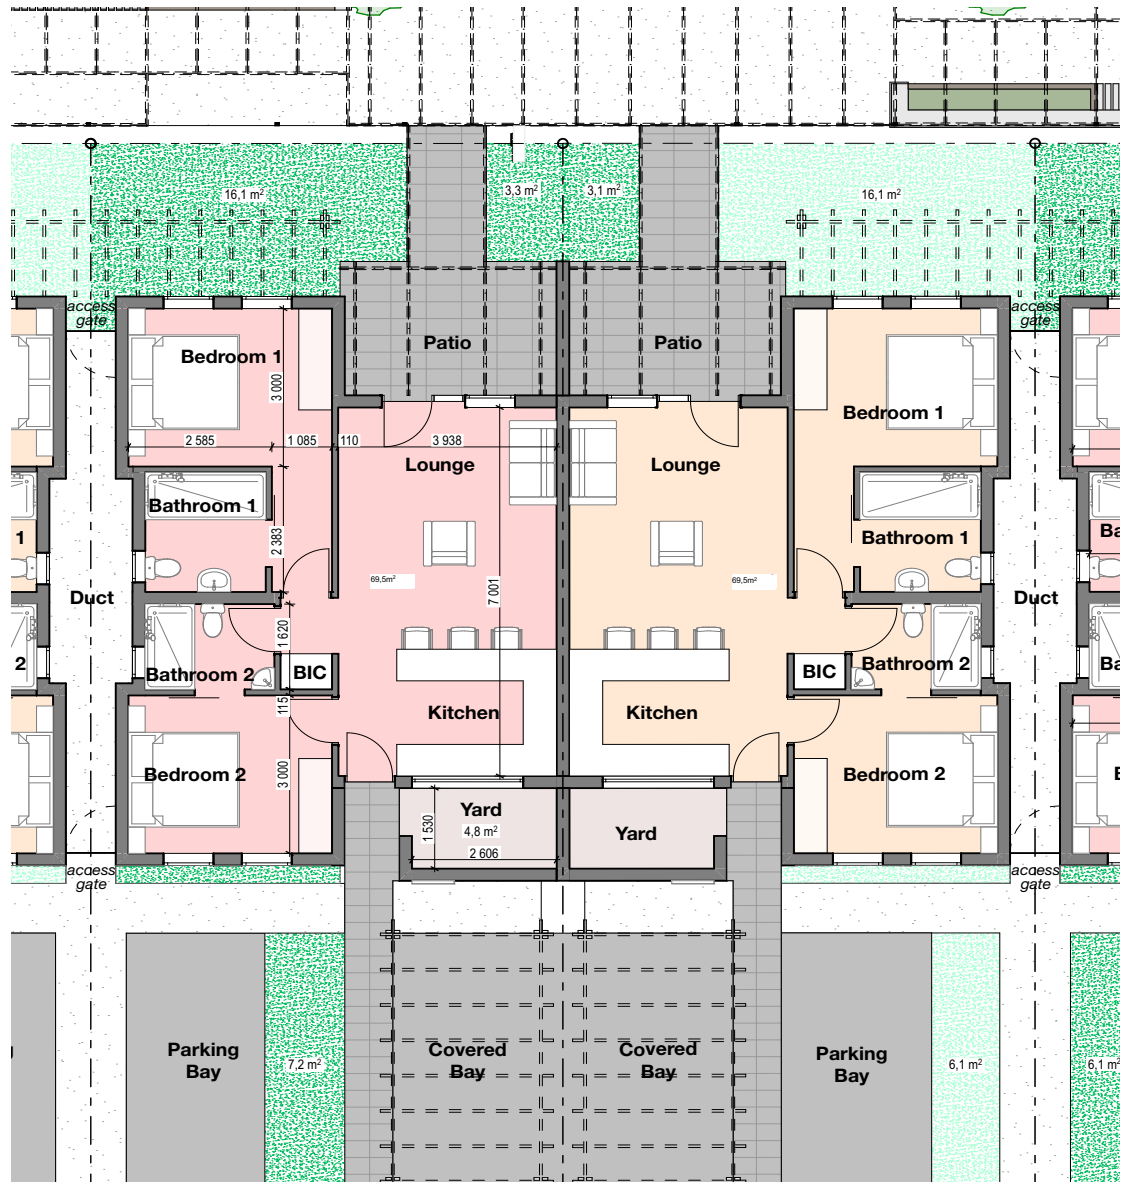 16,1 m²
3,3 m²
3,1 m²
16,1 m²
access
gate
access
gate
Patio
Patio
Bedroom 1
3 000
Bedroom 1
2 585
1 085
110
3 938
Lounge
Lounge
Bathroom 1
1
2 383
Bathroom 1
Ba
69,5m²
7 001
69,5m²
Duct
Duct
1 620
2
Bathroom 2
BIC
BIC
Bathroom 2
Ba
115
Kitchen
Kitchen
Bedroom 2
3 000
Bedroom 2
Yard
4,8 m²
1 530
Yard
2 606
access
gate
access
gate
Parking
Bay
7,2 m²
Covered
Bay
Covered
Bay
Parking
Bay
6,1 m²
6,1 m²